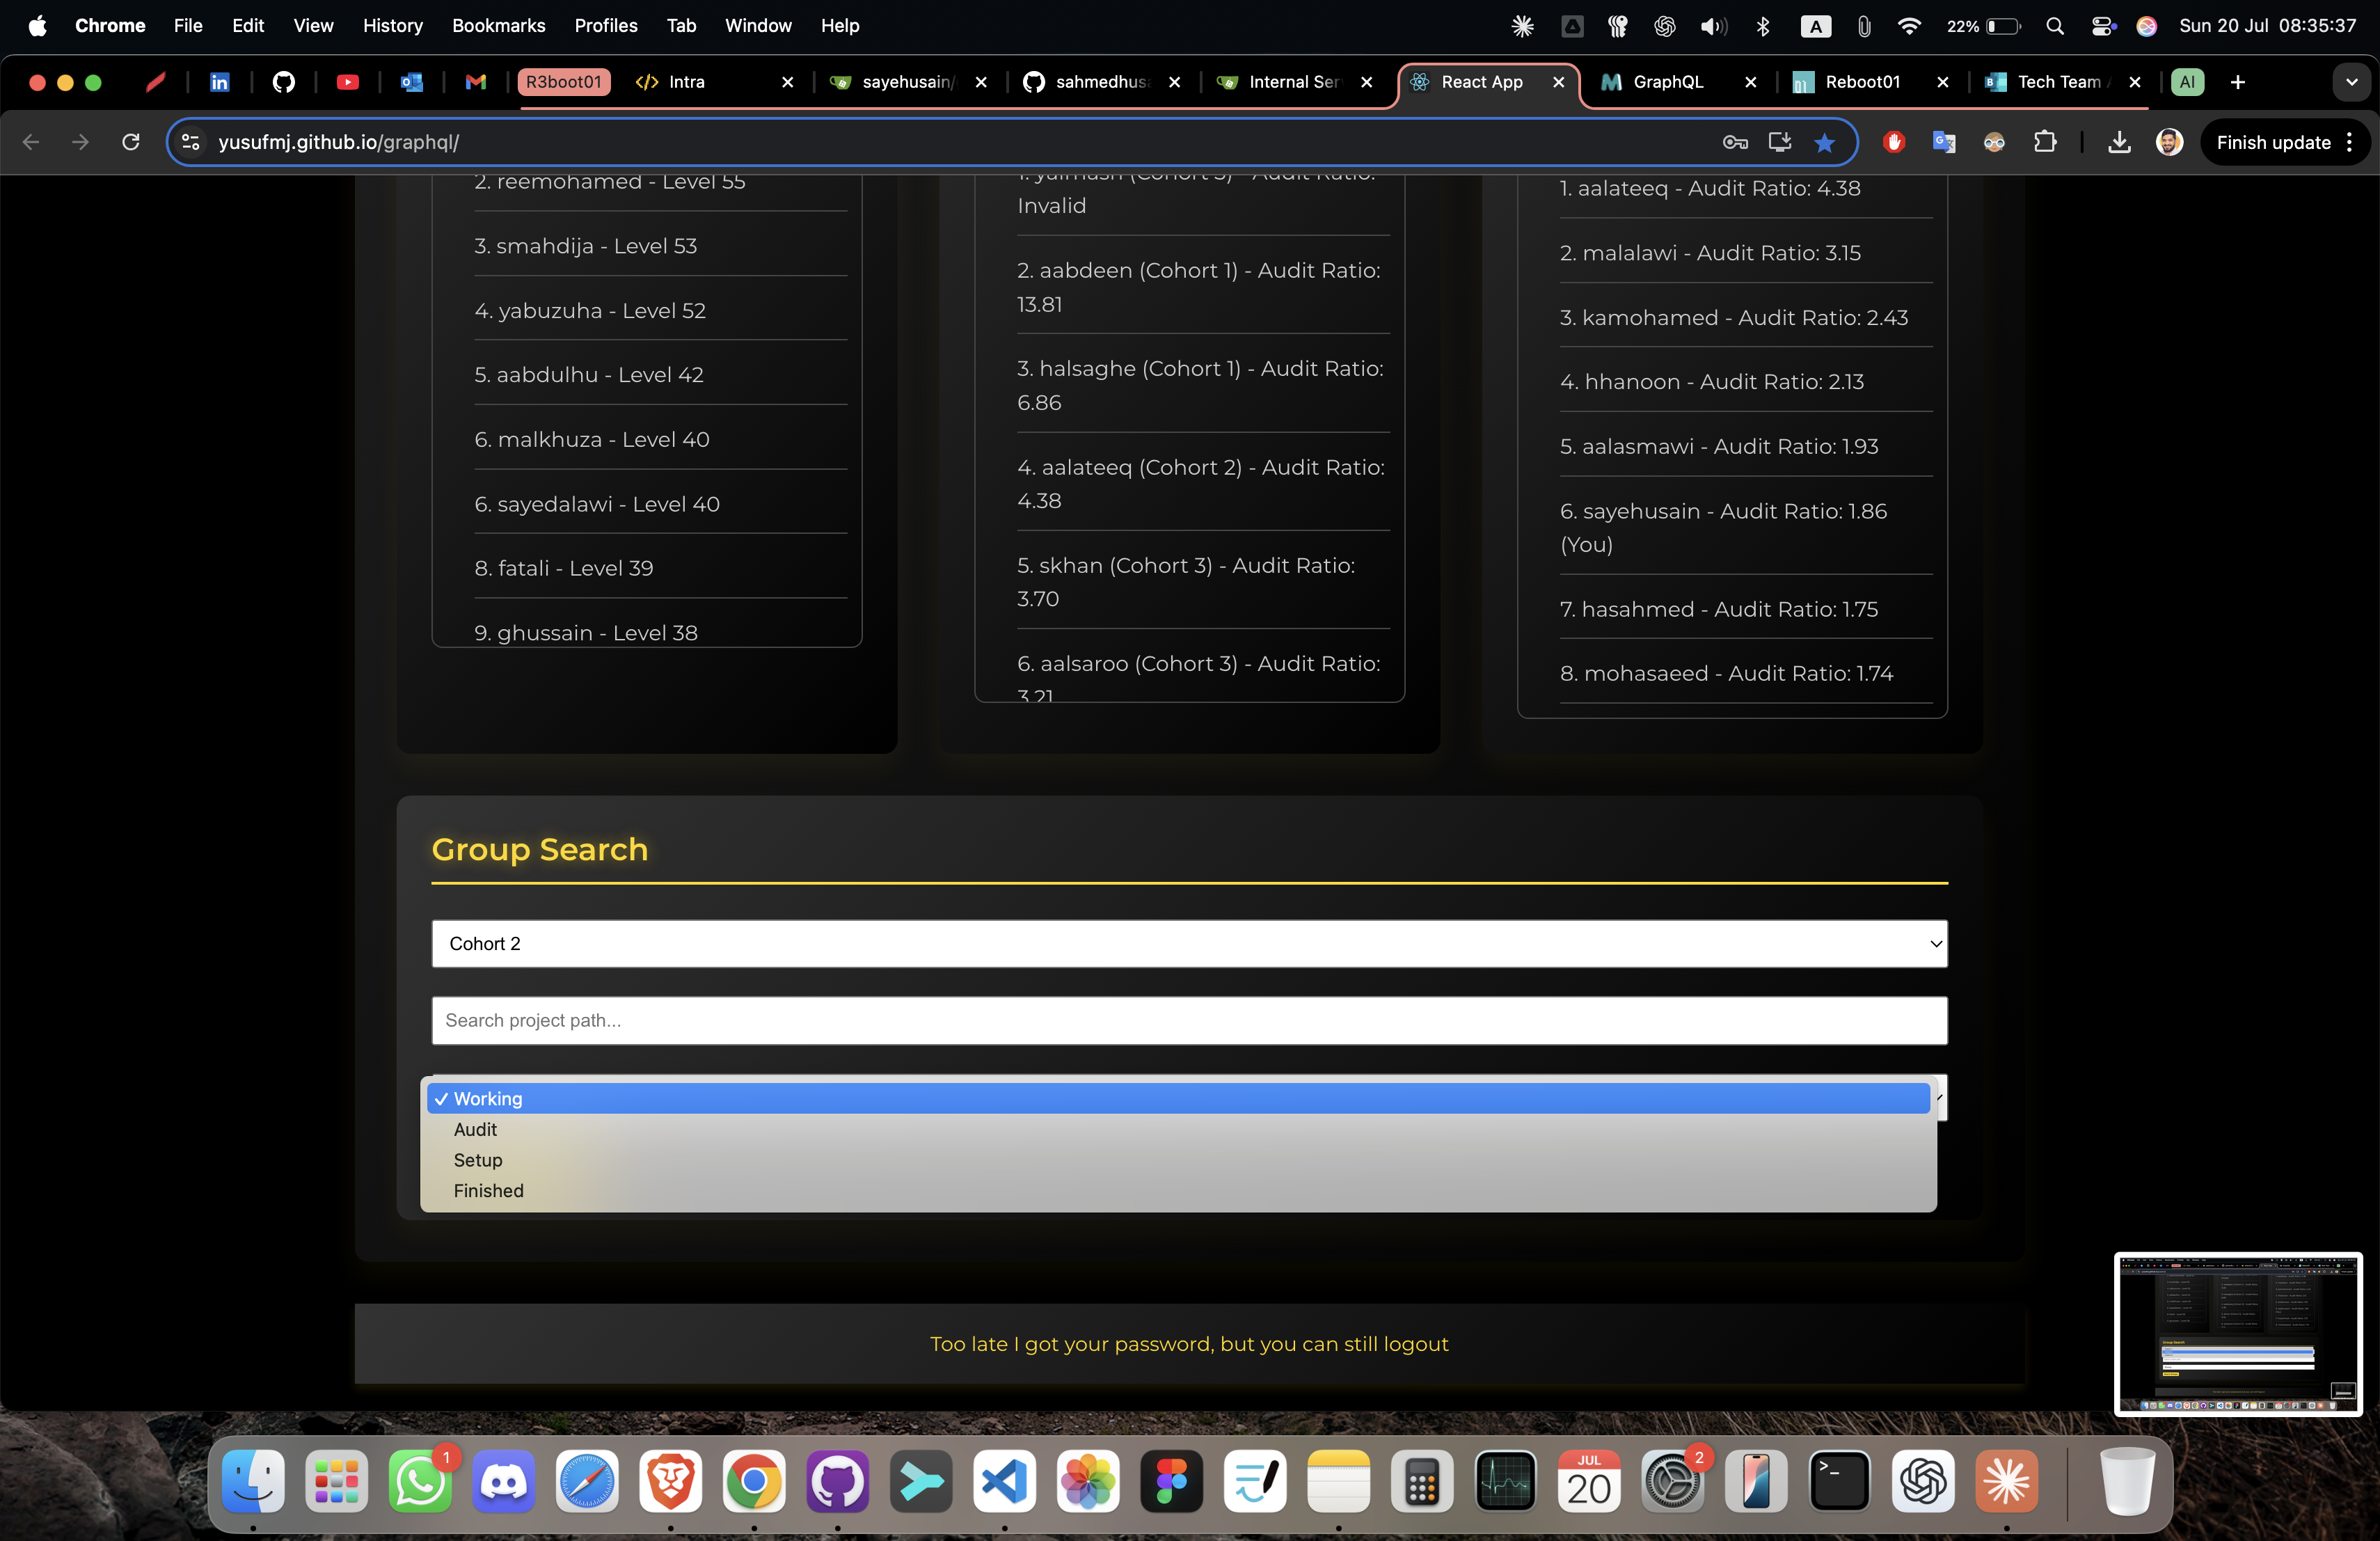 Chrome File Edit View History Bookmarks Profiles Tab Window Help A 22% Sun 20 Jul 08:35:37
R3boot01 Intra sayehusain/ sahmedhusa Internal Ser React App GraphQL Reboot01 Tech Team AI
yusufmj.github.io/graphql/ Finish update
2. reemohamed - Level 55
3. smahdija - Level 53
4. yabuzuha - Level 52
5. aabdulhu - Level 42
6. malkhuza - Level 40
6. sayedalawi - Level 40
8. fatali - Level 39
9. ghussain - Level 38
Invalid
2. aabdeen (Cohort 1) - Audit Ratio:
13.81
3. halsaghe (Cohort 1) - Audit Ratio:
6.86
4. aalateeq (Cohort 2) - Audit Ratio:
4.38
5. skhan (Cohort 3) - Audit Ratio:
3.70
6. aalsaroo (Cohort 3) - Audit Ratio:
3.21
1. aalateeq - Audit Ratio: 4.38
2. malalawi - Audit Ratio: 3.15
3. kamohamed - Audit Ratio: 2.43
4. hhanoon - Audit Ratio: 2.13
5. aalasmawi - Audit Ratio: 1.93
6. sayehusain - Audit Ratio: 1.86
(You)
7. hasahmed - Audit Ratio: 1.75
8. mohasaeed - Audit Ratio: 1.74
Group Search
Cohort 2
Search project path...
✓ Working
Audit
Setup
Finished
Too late I got your password, but you can still logout
1
JUL
20
2